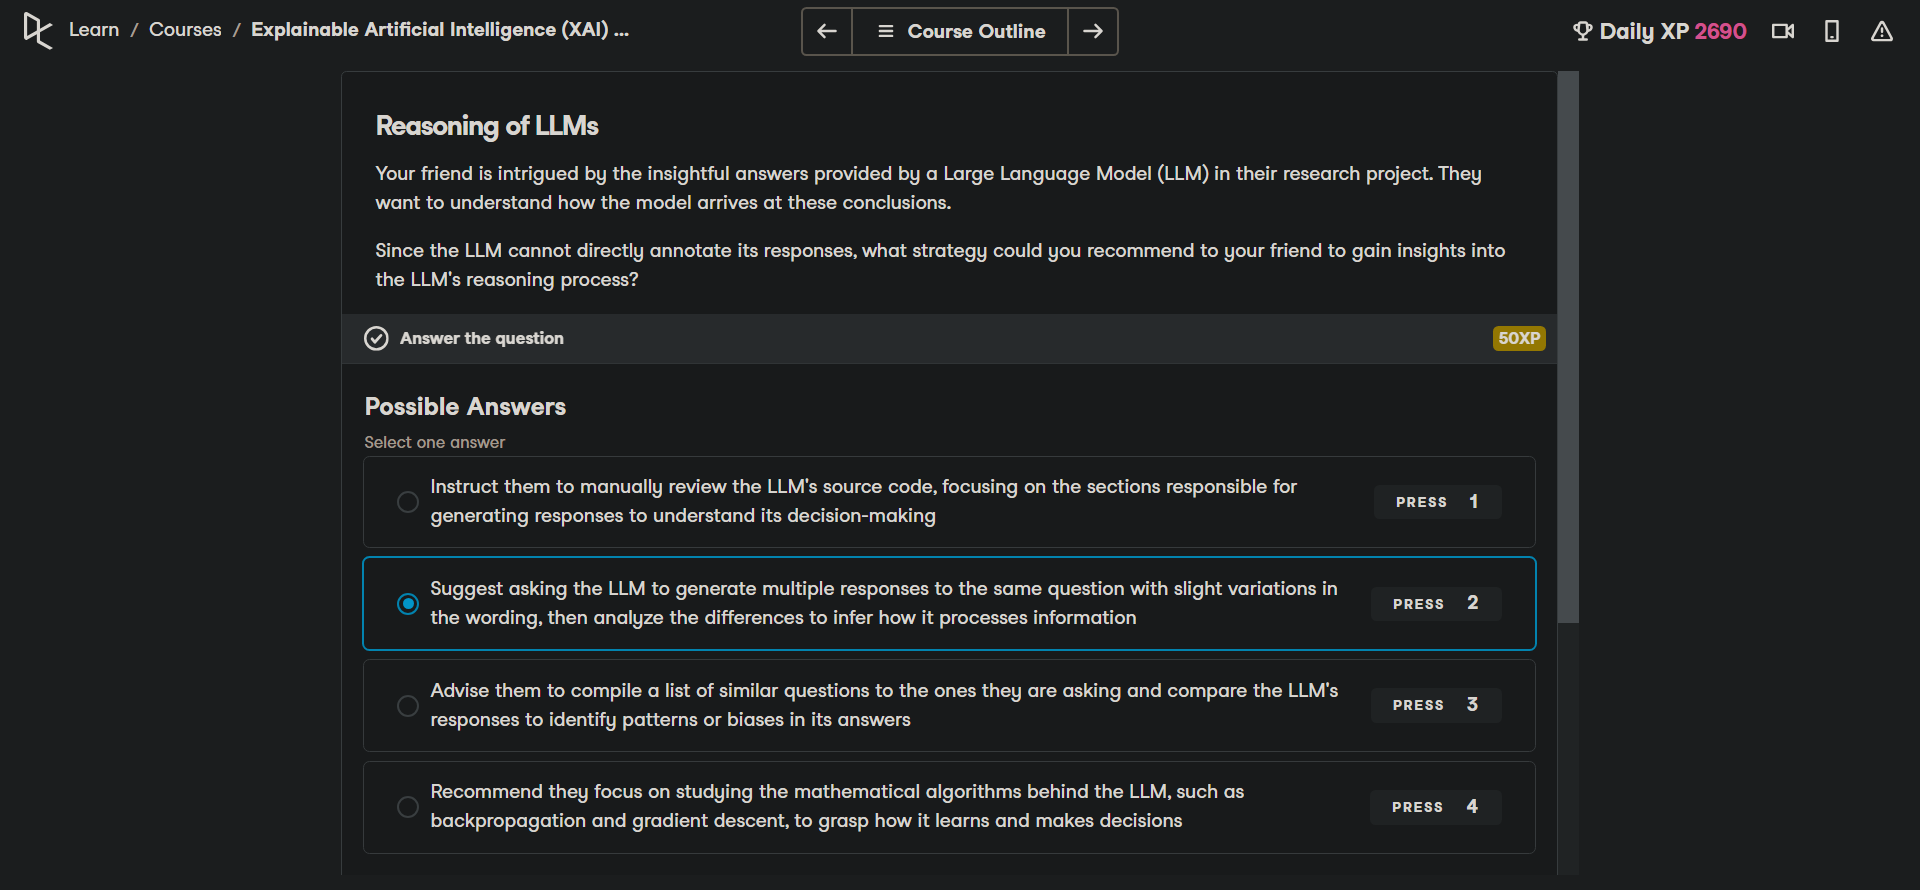 Learn / Courses / Explainable Artificial Intelligence (XAI) ...
Course Outline
Daily XP 2690
Reasoning of LLMs
Your friend is intrigued by the insightful answers provided by a Large Language Model (LLM) in their research project. They
want to understand how the model arrives at these conclusions.
Since the LLM cannot directly annotate its responses, what strategy could you recommend to your friend to gain insights into
the LLM's reasoning process?
Answer the question
50XP
Possible Answers
Select one answer
Instruct them to manually review the LLM's source code, focusing on the sections responsible for
generating responses to understand its decision-making
PRESS 1
Suggest asking the LLM to generate multiple responses to the same question with slight variations in
the wording, then analyze the differences to infer how it processes information
PRESS 2
Advise them to compile a list of similar questions to the ones they are asking and compare the LLM's
responses to identify patterns or biases in its answers
PRESS 3
Recommend they focus on studying the mathematical algorithms behind the LLM, such as
backpropagation and gradient descent, to grasp how it learns and makes decisions
PRESS 4